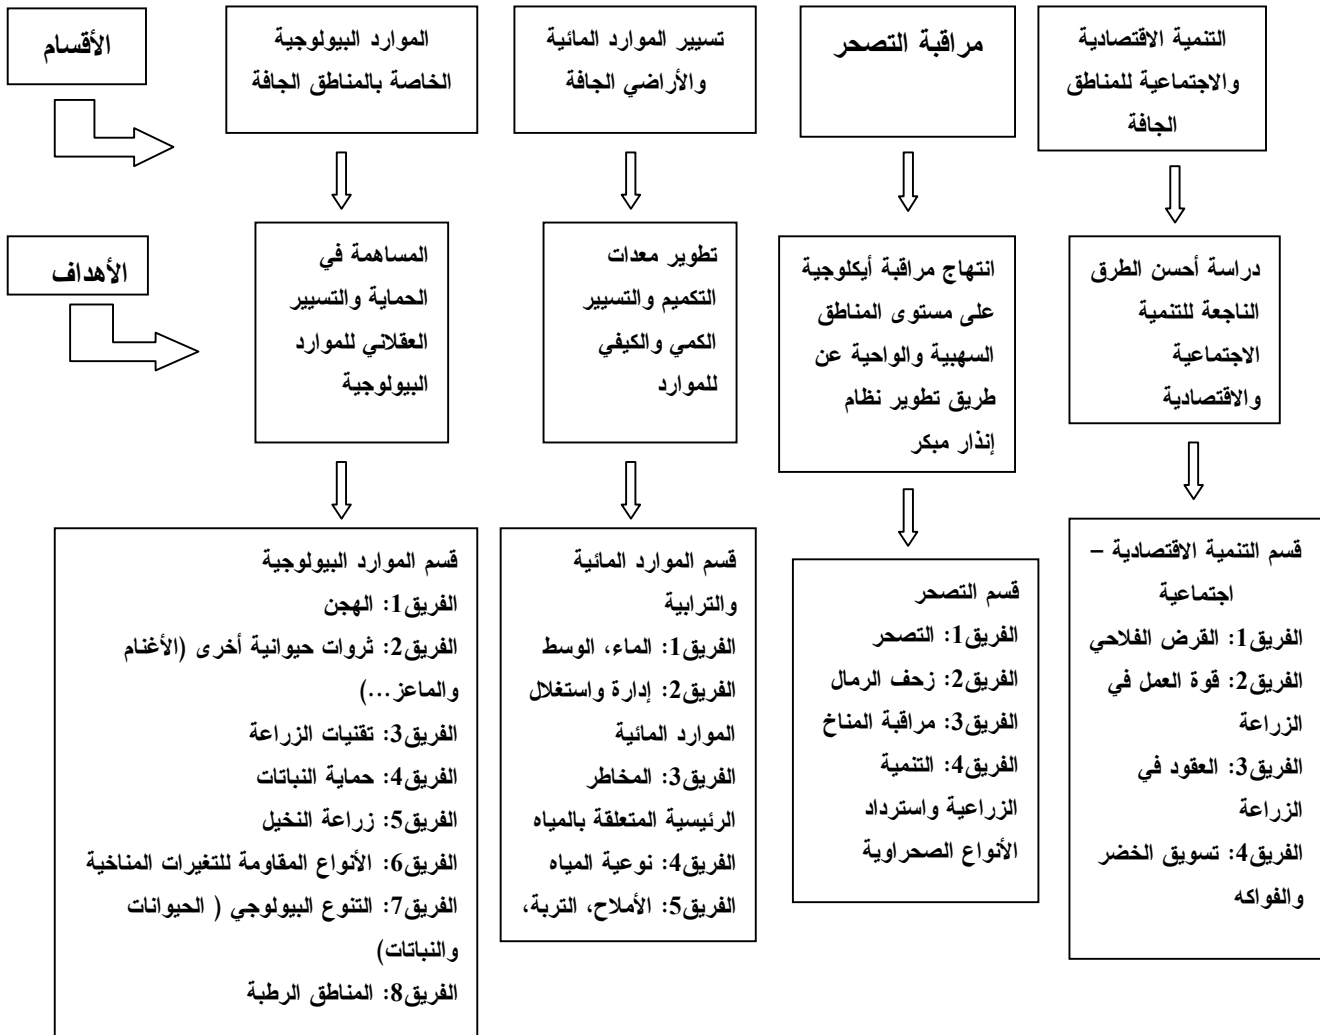 الأقسام
الموارد البيولوجية
الخاصة بالمناطق الجافة
تسيير الموارد المائية
والأراضي الجافة
مراقبة التصحر
التنمية الاقتصادية
والاجتماعية للمناطق
الجافة
الأهداف
المساهمة في
الحماية والتسيير
العقلاني للموارد
البيولوجية
تطوير معدات
التكميم والتسيير
الكمي والكيفي
للموارد
انتهاج مراقبة أيكلوجية
على مستوى المناطق
السهبية والواحية عن
طريق تطوير نظام
إنذار مبكر
دراسة أحسن الطرق
الناجعة للتنمية
الاجتماعية
والاقتصادية
قسم الموارد البيولوجية
الفريق1: الهجن
الفريق2: ثروات حيوانية أخرى (الأغنام
والماعز...)
الفريق3: تقنيات الزراعة
الفريق4: حماية النباتات
الفريق5: زراعة النخيل
الفريق6: الأنواع المقاومة للتغيرات المناخية
الفريق7: التنوع البيولوجي ( الحيوانات
والنباتات)
الفريق8: المناطق الرطبة
قسم الموارد المائية
والترابية
الفريق1: الماء، الوسط
الفريق2: إدارة واستغلال
الموارد المائية
الفريق3: المخاطر
الرئيسية المتعلقة بالمياه
الفريق4: نوعية المياه
الفريق5: الأملاح، التربة،
قسم التصحر
الفريق1: التصحر
الفريق2: زحف الرمال
الفريق3: مراقبة المناخ
الفريق4: التنمية
الزراعية واسترداد
الأنواع الصحراوية
قسم التنمية الاقتصادية –
اجتماعية
الفريق1: القرض الفلاحي
الفريق2: قوة العمل في
الزراعة
الفريق3: العقود في
الزراعة
الفريق4: تسويق الخضر
والفواكه